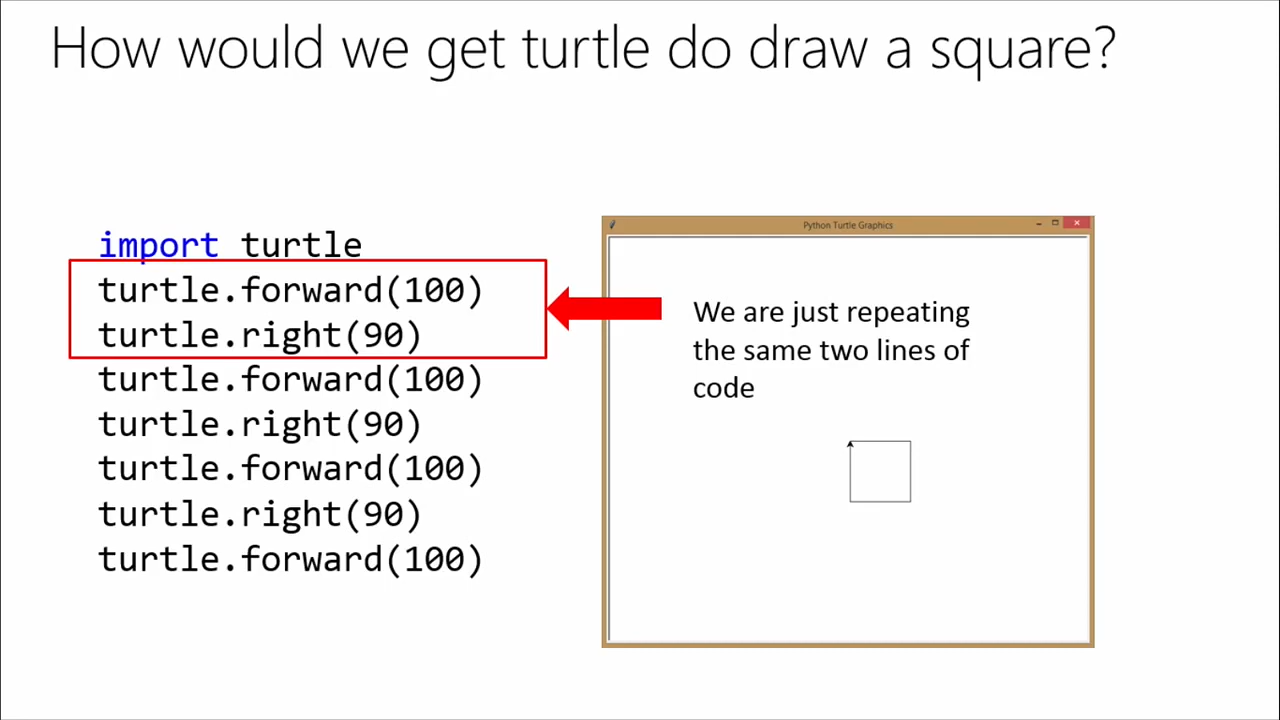 How would we get turtle do draw a square?
import turtle
turtle.forward(100)
turtle.right(90)
turtle.forward(100)
turtle.right(90)
turtle.forward(100)
turtle.right(90)
turtle.forward(100)
Python Turtle Graphics
We are just repeating
the same two lines of
code